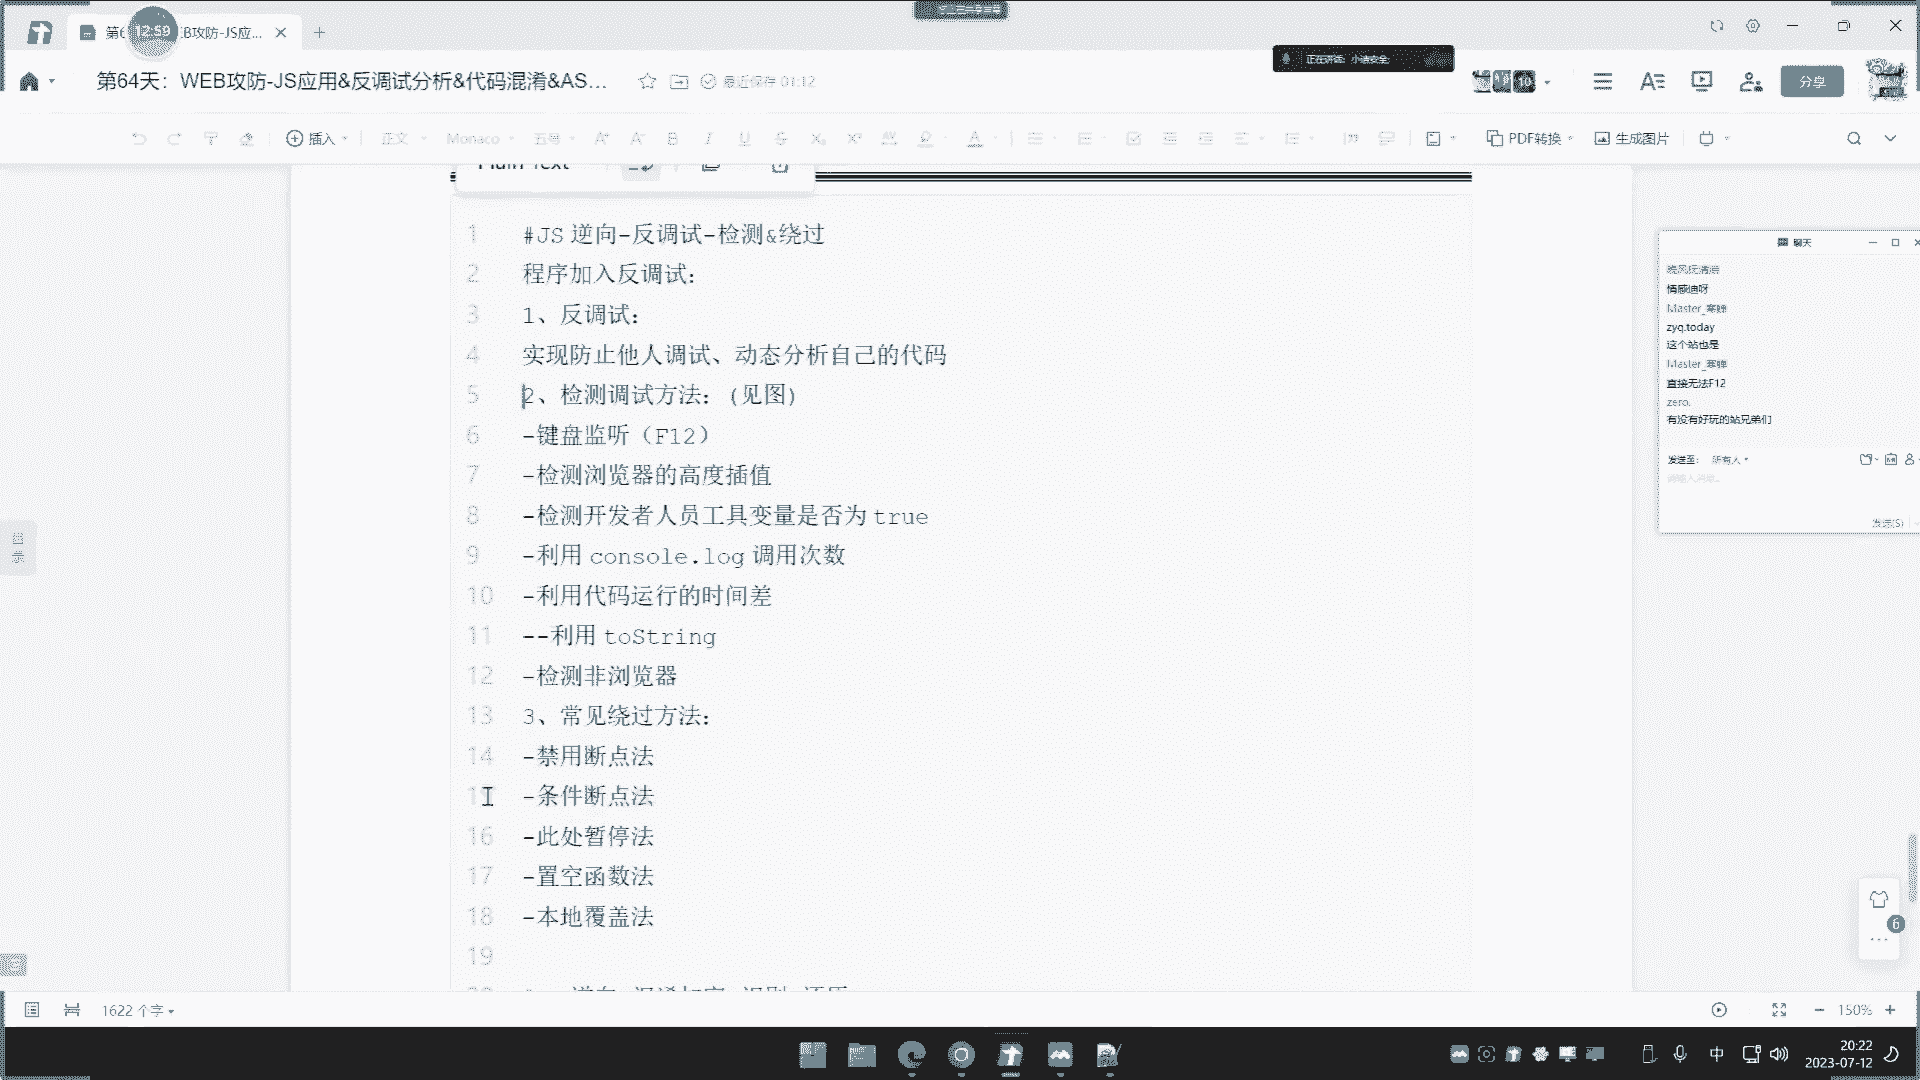 12:59
B攻防-JS应...
正在讲话: 小迪安全
第64天：WEB攻防-JS应用&反调试分析&代码混淆&AS...
最近保存 01:12
10
分享
插入
正文
Monaco
五号
PDF转换
生成图片
Plain Text
1 #JS 逆向-反调试-检测&绕过
2 程序加入反调试:
3 1、反调试:
4 实现防止他人调试、动态分析自己的代码
5 2、检测调试方法: (见图)
6 -键盘监听（F12）
7 -检测浏览器的高度插值
8 -检测开发者人员工具变量是否为 true
9 -利用 console.log 调用次数
10 -利用代码运行的时间差
11 --利用 toString
12 -检测非浏览器
13 3、常见绕过方法:
14 -禁用断点法
-条件断点法
16 -此处暂停法
17 -置空函数法
18 -本地覆盖法
19
聊天
情感迪呀
Master_寒蝉
zyq.today
这个站也是
Master_寒蝉
直接无法F12
zero.
有没有好玩的站兄弟们
发送至: 所有人
发送(S)
目录
6
1622 个字
150%
中
20:22
2023-07-12